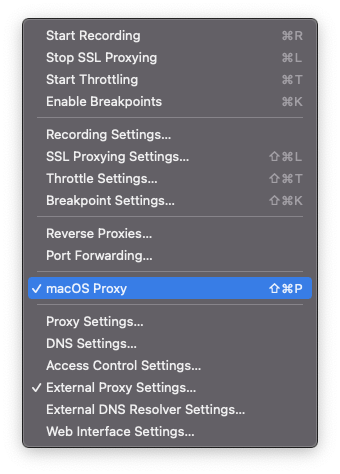 Start Recording ⌘R
Stop SSL Proxying ⌘L
Start Throttling ⌘T
Enable Breakpoints ⌘K
Recording Settings...
SSL Proxying Settings... ⇧⌘L
Throttle Settings... ⇧⌘T
Breakpoint Settings... ⇧⌘K
Reverse Proxies...
Port Forwarding...
✓ macOS Proxy ⇧⌘P
Proxy Settings...
DNS Settings...
Access Control Settings...
✓ External Proxy Settings...
External DNS Resolver Settings...
Web Interface Settings...